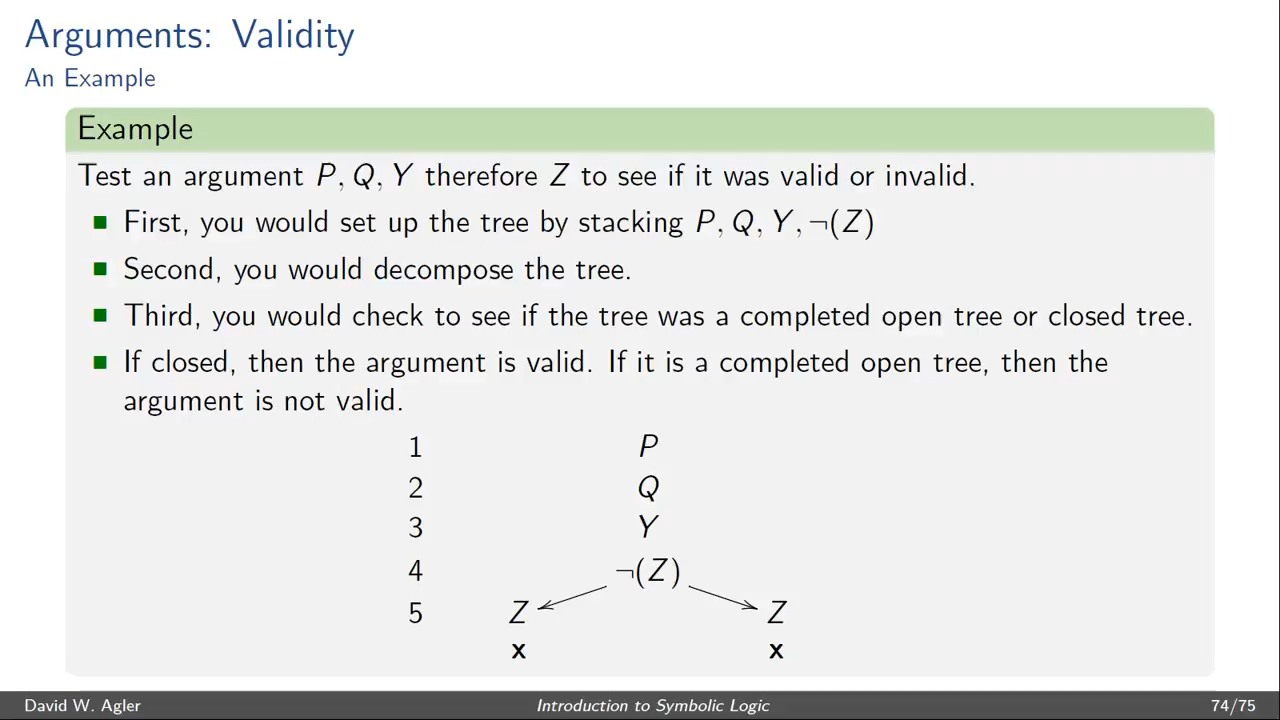 Arguments: Validity
An Example
Example
Test an argument P, Q, Y therefore Z to see if it was valid or invalid.
First, you would set up the tree by stacking P, Q, Y, ¬(Z)
Second, you would decompose the tree.
Third, you would check to see if the tree was a completed open tree or closed tree.
If closed, then the argument is valid. If it is a completed open tree, then the
argument is not valid.
1 P
2 Q
3 Y
4 ¬(Z)
5 Z Z
x x
David W. Agler Introduction to Symbolic Logic 74/75